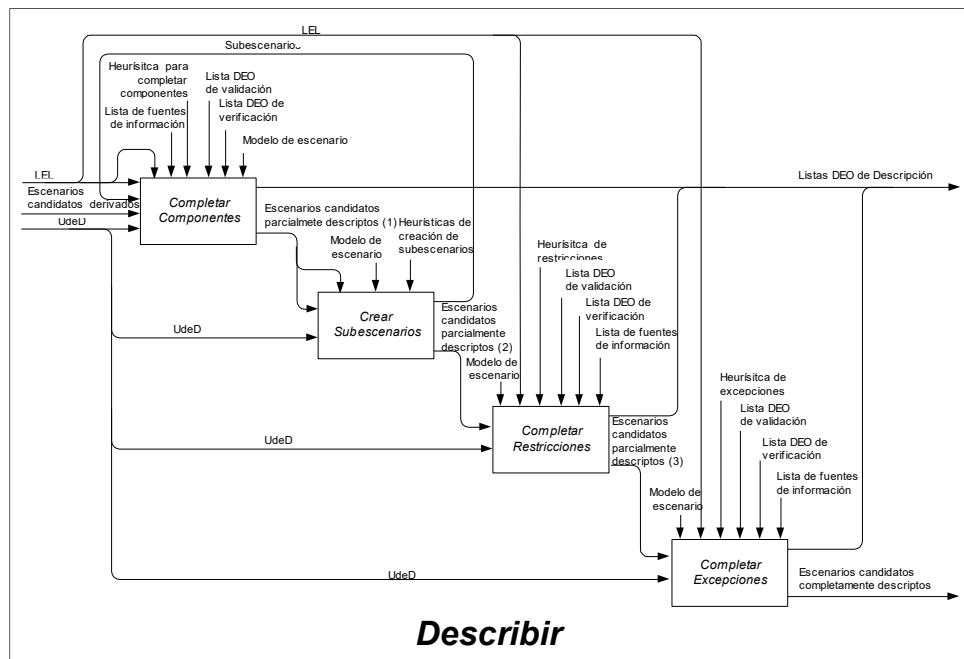 LEL
Subescenarios
Heurísitca para
completar
componentes
Lista DEO
de validación
Lista DEO de
verificación
Lista de fuentes
de información
Modelo de escenario
LEL
Escenarios
candidatos derivados
UdeD
Completar
Componentes
Listas DEO de Descripción
Escenarios candidatos
parcialmete descriptos (1)
Heurísticas de
creación de
subescenarios
Modelo de
escenario
Crear
Subescenarios
UdeD
Escenarios
candidatos
parcialmente
descriptos (2)
Heurísitca de
restricciones
Lista DEO
de validación
Lista DEO de
verificación
Lista de fuentes
de información
Modelo de
escenario
Completar
Restricciones
UdeD
Escenarios
candidatos
parcialmente
descriptos (3)
Heurísitca de
excepciones
Lista DEO
de validación
Lista DEO de
verificación
Lista de fuentes
de información
Modelo de
escenario
Completar
Excepciones
UdeD
Escenarios candidatos
completamente descriptos
Describir